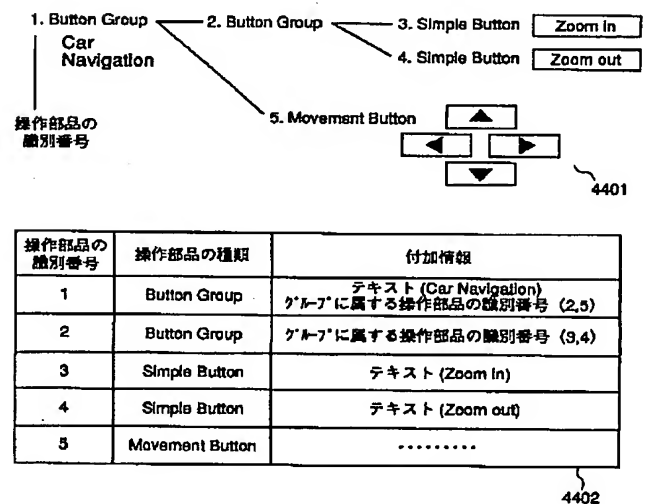 1. Button Group
Car
Navigation
2. Button Group
3. Simple Button
Zoom in
4. Simple Button
Zoom out
5. Movement Button
操作部品の
識別番号
4401
操作部品の
識別番号
操作部品の種類
付加情報
1
Button Group
テキスト (Car Navigation)
グループに属する操作部品の識別番号 (2,5)
2
Button Group
グループに属する操作部品の識別番号 (3,4)
3
Simple Button
テキスト (Zoom in)
4
Simple Button
テキスト (Zoom out)
5
Movement Button
·········
4402